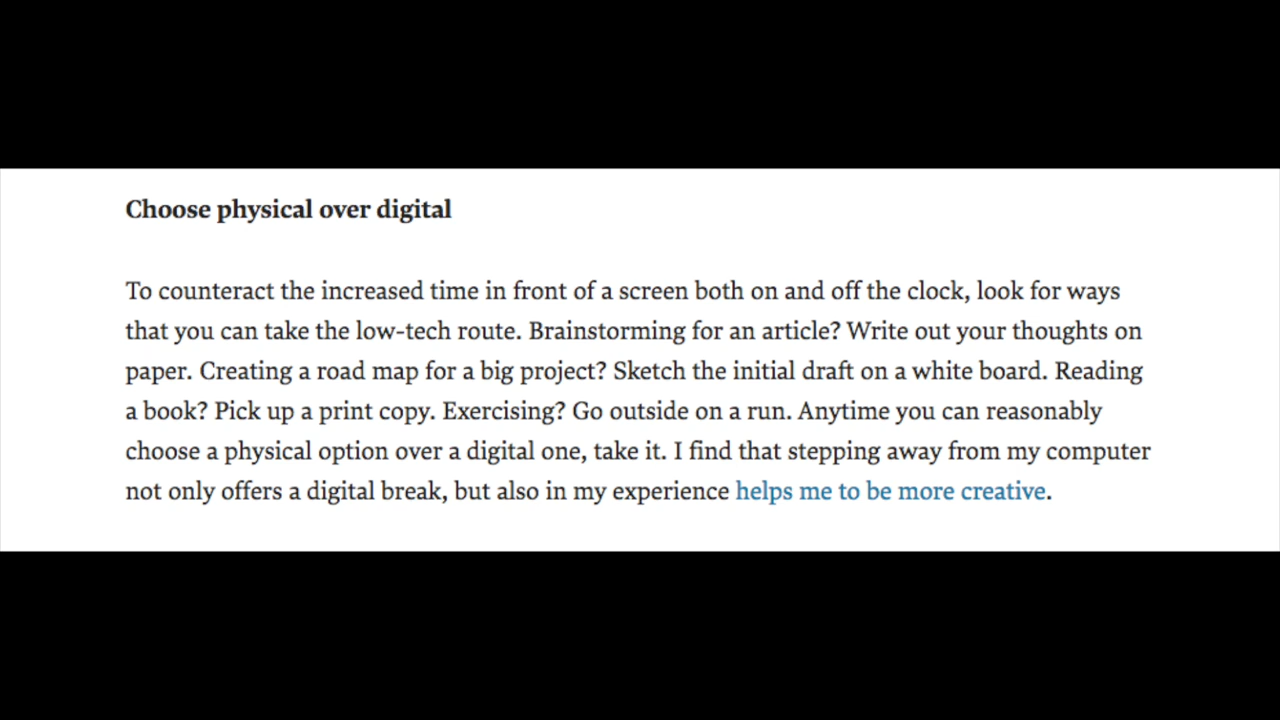 Choose physical over digital
To counteract the increased time in front of a screen both on and off the clock, look for ways
that you can take the low-tech route. Brainstorming for an article? Write out your thoughts on
paper. Creating a road map for a big project? Sketch the initial draft on a white board. Reading
a book? Pick up a print copy. Exercising? Go outside on a run. Anytime you can reasonably
choose a physical option over a digital one, take it. I find that stepping away from my computer
not only offers a digital break, but also in my experience helps me to be more creative.